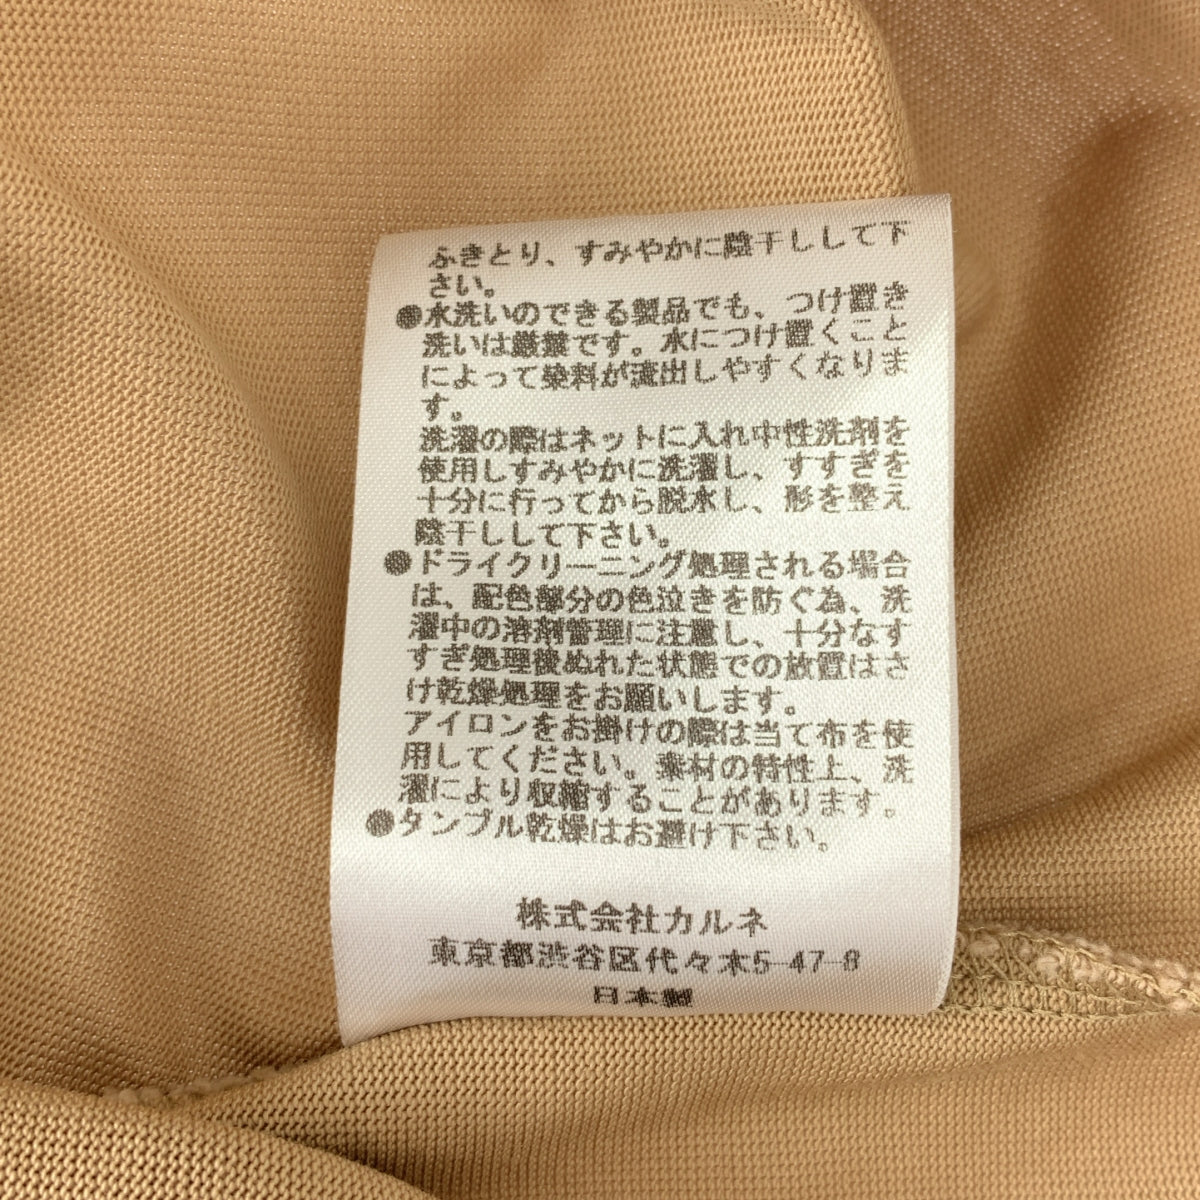 ふきとり、すみやかに陰干しして下
さい。
●水洗いのできる製品でも、つけ置き
洗いは厳禁です。水につけ置くこと
によって染料が流出しやすくなりま
す。
洗濯の際はネットに入れ中性洗剤を
使用しすみやかに洗濯し、すすぎを
十分に行ってから脱水し、形を整え
陰干しして下さい。
●ドライクリーニング処理される場合
は、配色部分の色泣きを防ぐ為、洗
濯中の溶剤管理に注意し、十分なす
すぎ処理後ぬれた状態での放置はさ
け乾燥処理をお願いします。
アイロンをお掛けの際は当て布を使
用してください。素材の特性上、洗
濯により収縮することがあります。
●タンブル乾燥はお避け下さい。
株式会社カルネ
東京都渋谷区代々木5-47-8
日本製